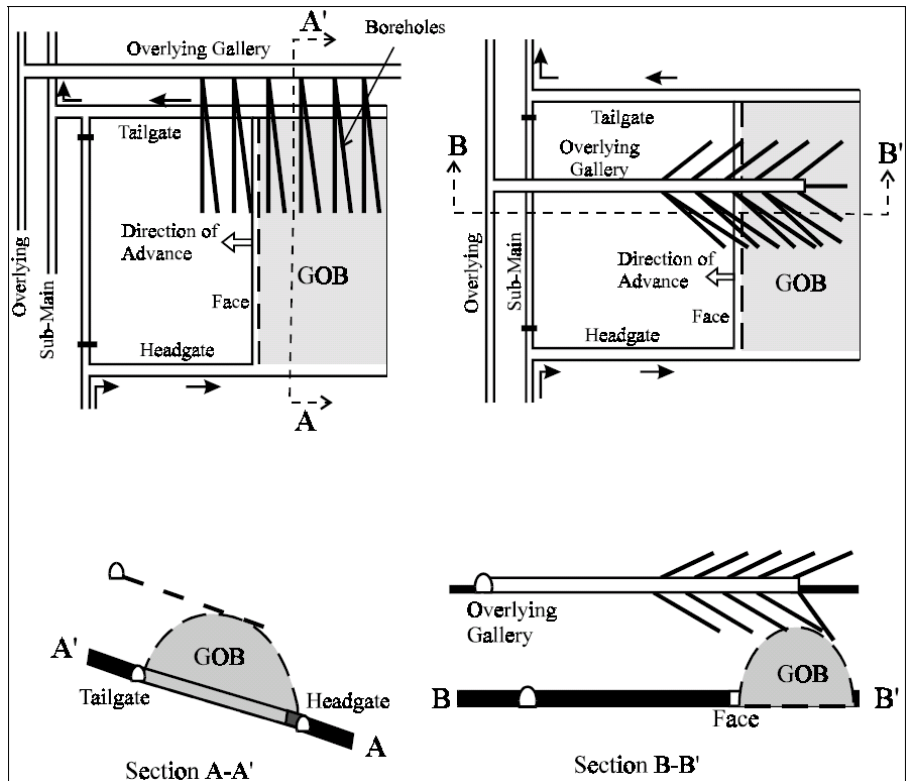 A'
Boreholes
Overlying Gallery
Tailgate
Direction of
Advance
GOB
Face
Overlying
Sub-Main
Headgate
A
Tailgate
Overlying
Gallery
B
B'
Direction of
Advance
GOB
Face
Overlying
Sub-Main
Headgate
A'
GOB
Tailgate
Headgate
A
Section A-A'
Overlying
Gallery
GOB
B
B'
Face
Section B-B'